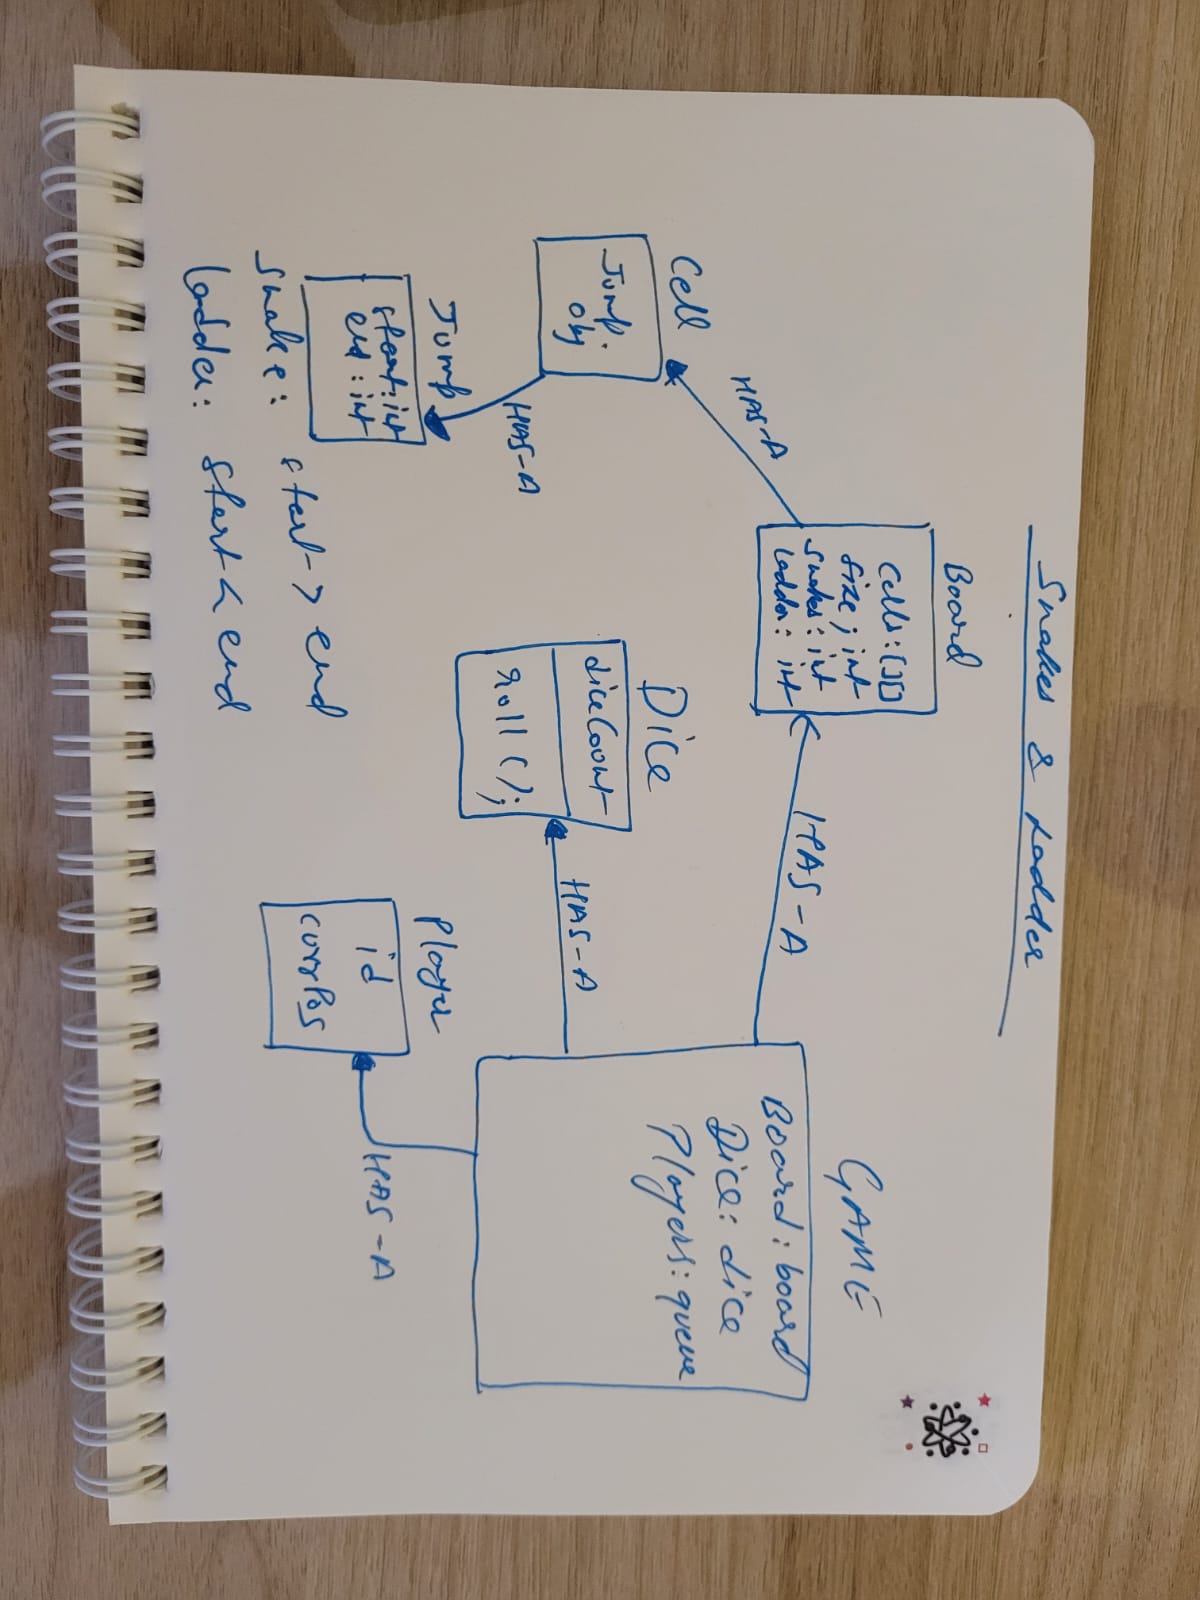 Snakes & Ladder
Board
Cells: [][]
size; int
snakes: int
ladder: int
HAS-A
Cell
Jump:
obj
HAS-A
Jump
start: int
end: int
snake: start > end
ladder: start < end
HAS-A
Dice
diceCount
roll();
HAS-A
Player
id
currPos
HAS-A
GAME
Board: board
Dice: dice
Players: queue